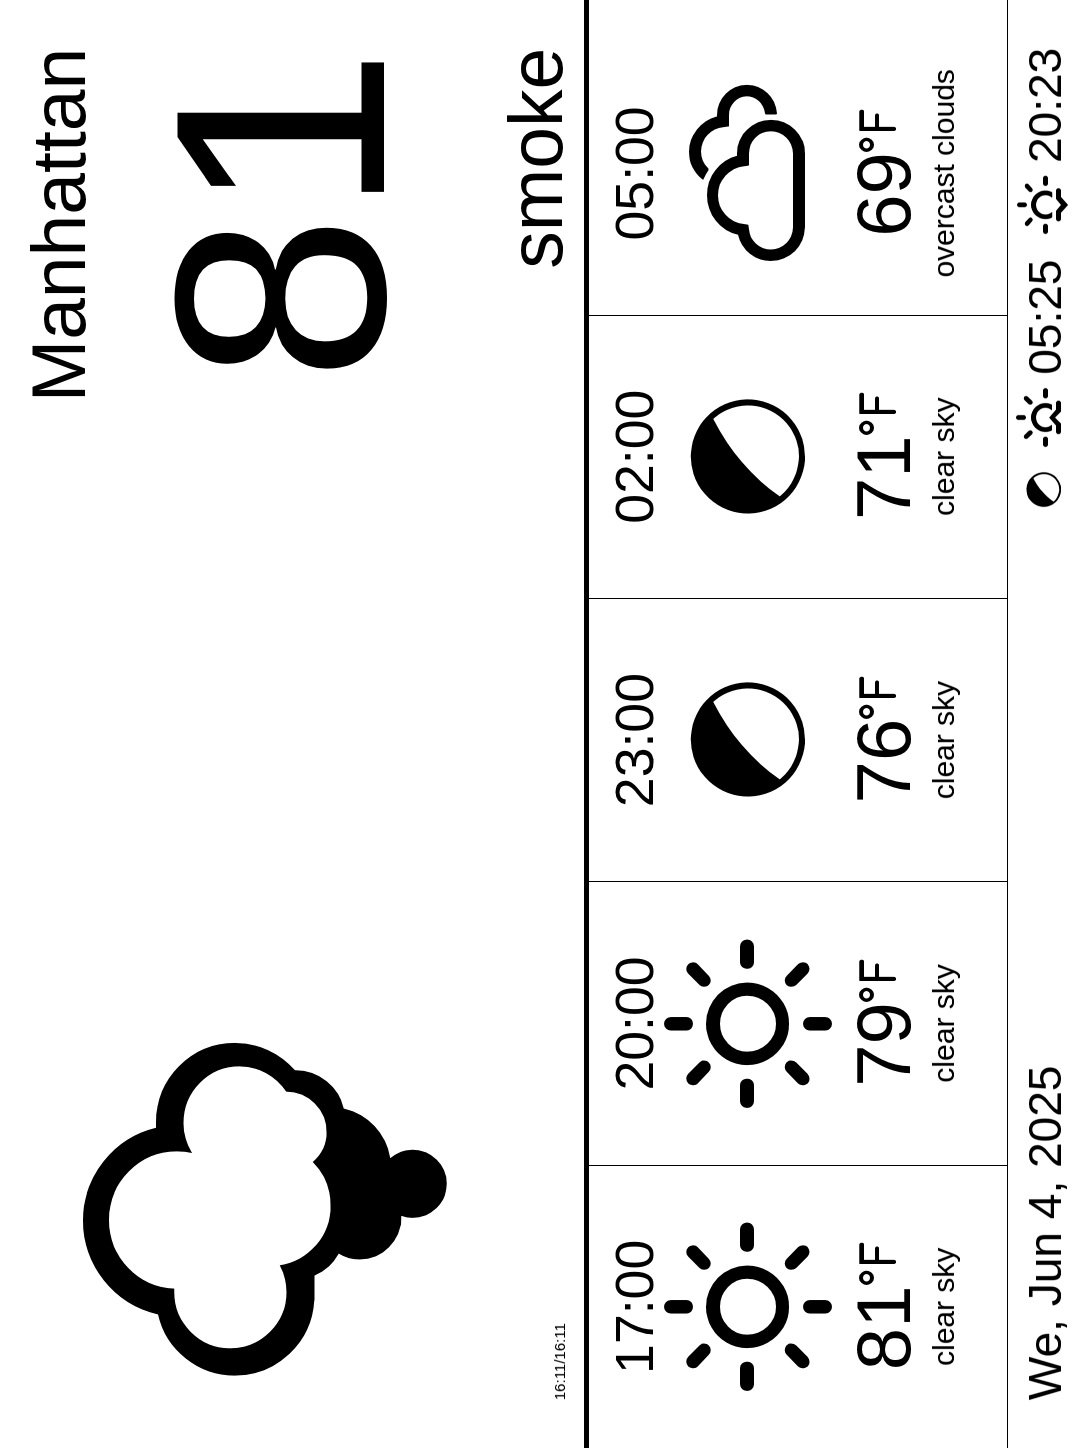 Manhattan
81
smoke
16:11/16:11
17:00
81°F
clear sky
20:00
79°F
clear sky
23:00
76°F
clear sky
02:00
71°F
clear sky
05:00
69°F
overcast clouds
We, Jun 4, 2025
05:25
20:23